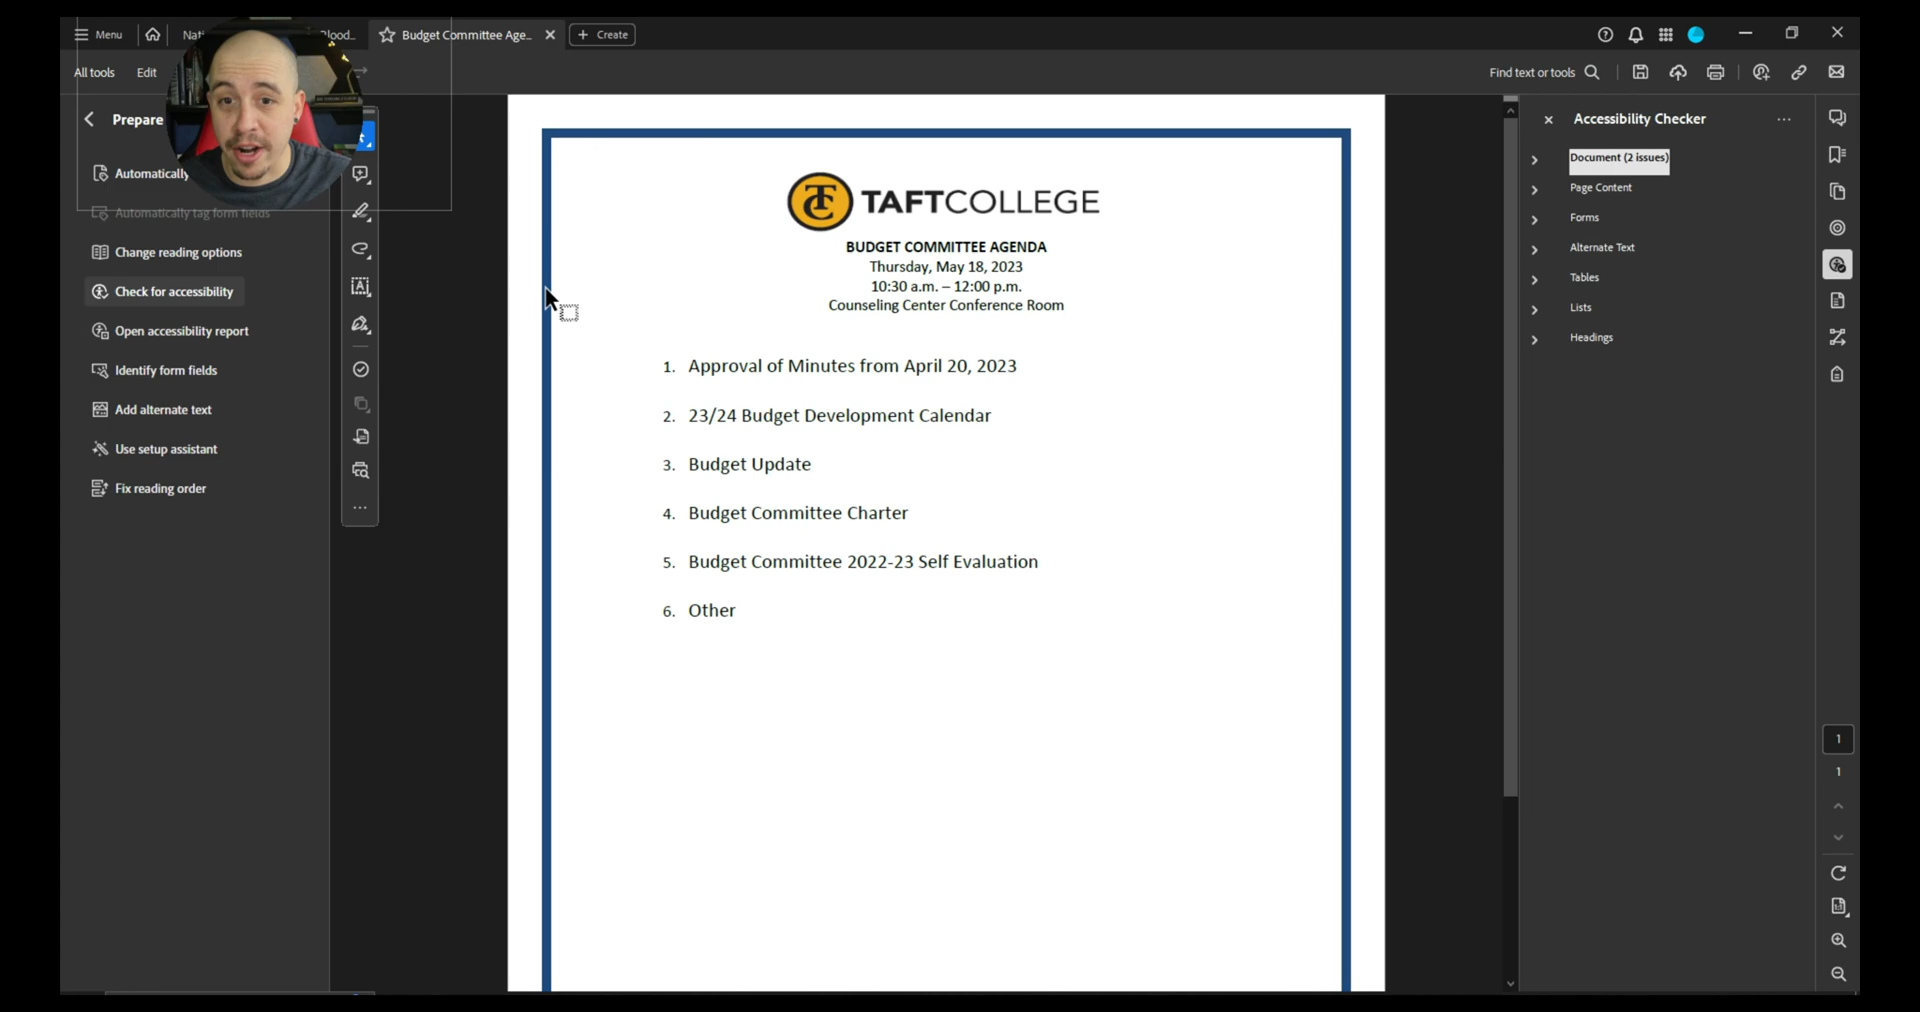 Menu
Nati
Blood...
Budget Committee Age...
Create
All tools
Edit
Find text or tools
Prepare
Automatically
Automatically tag form fields
Change reading options
Check for accessibility
Open accessibility report
Identify form fields
Add alternate text
Use setup assistant
Fix reading order
TC TAFTCOLLEGE
BUDGET COMMITTEE AGENDA
Thursday, May 18, 2023
10:30 a.m. – 12:00 p.m.
Counseling Center Conference Room
1. Approval of Minutes from April 20, 2023
2. 23/24 Budget Development Calendar
3. Budget Update
4. Budget Committee Charter
5. Budget Committee 2022-23 Self Evaluation
6. Other
Accessibility Checker
Document (2 issues)
Page Content
Forms
Alternate Text
Tables
Lists
Headings
1
1